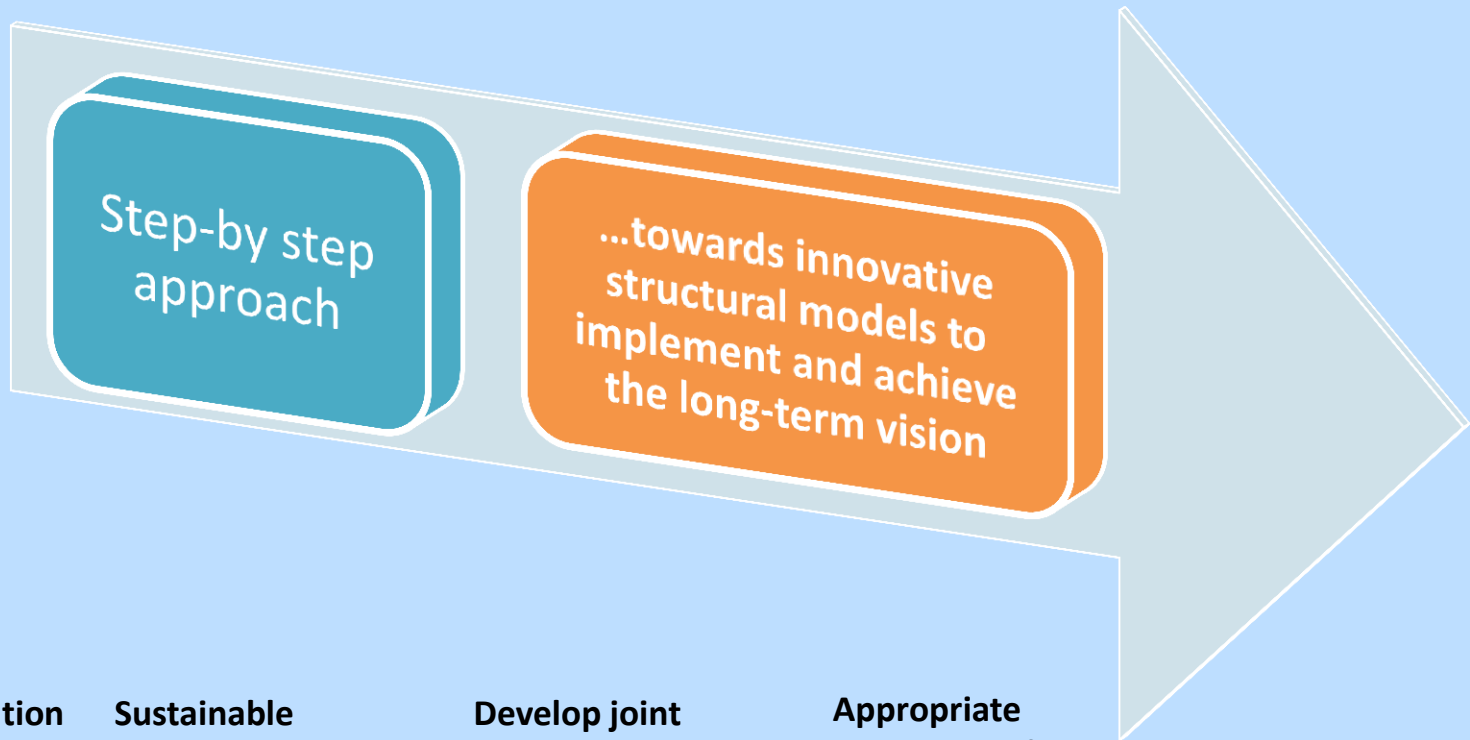 Step-by step
approach
...towards innovative
structural models to
implement and achieve
the long-term vision
Sustainable
Develop joint
Appropriate